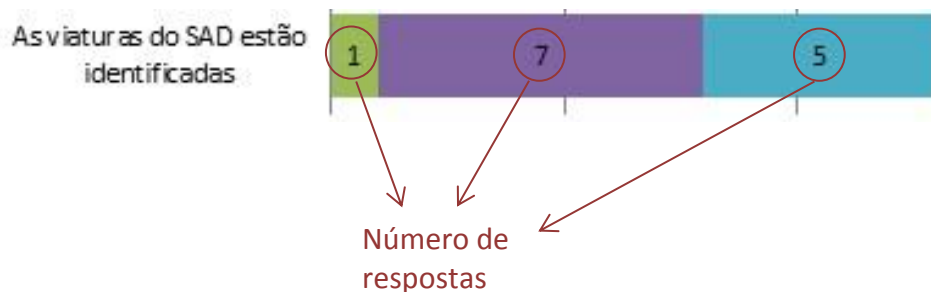 As viaturas do SAD estão
identificadas
1
7
5
Número de
respostas